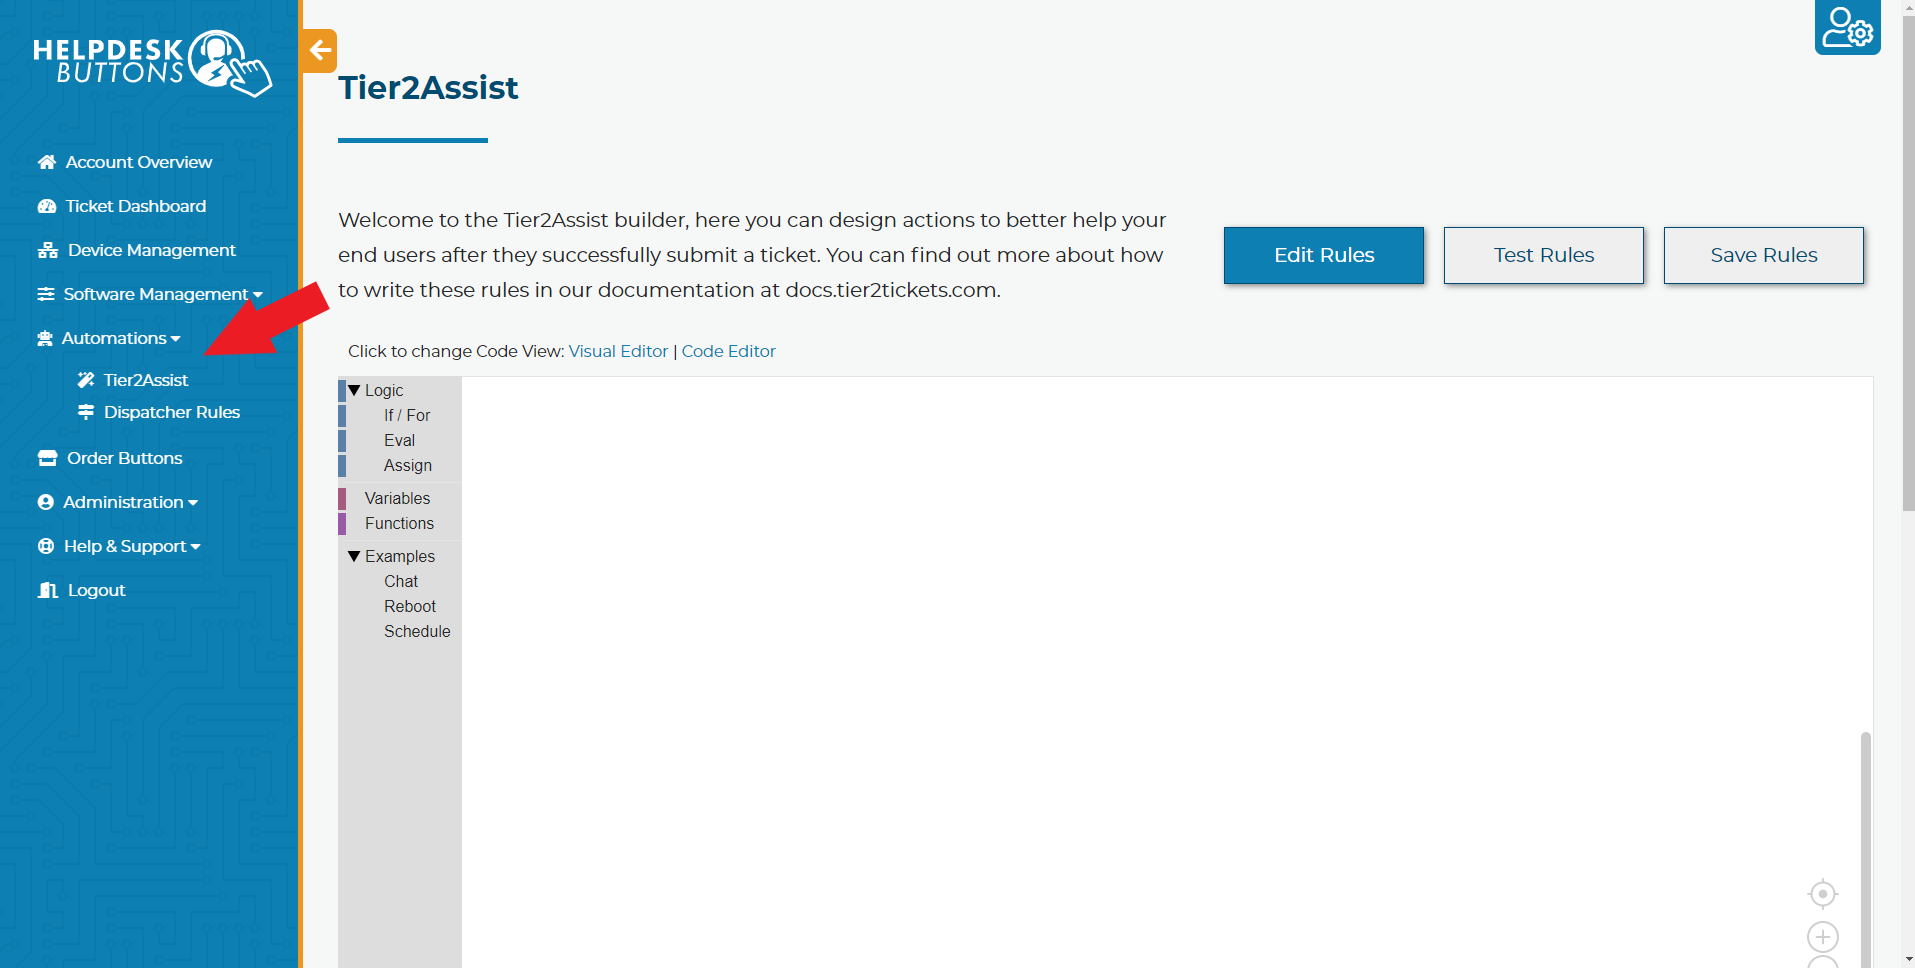 HELPDESK
BUTTONS
Account Overview
Ticket Dashboard
Device Management
Software Management
Automations
Tier2Assist
Dispatcher Rules
Order Buttons
Administration
Help & Support
Logout
Tier2Assist
Welcome to the Tier2Assist builder, here you can design actions to better help your
end users after they successfully submit a ticket. You can find out more about how
to write these rules in our documentation at docs.tier2tickets.com.
Edit Rules
Test Rules
Save Rules
Click to change Code View: Visual Editor | Code Editor
Logic
If / For
Eval
Assign
Variables
Functions
Examples
Chat
Reboot
Schedule